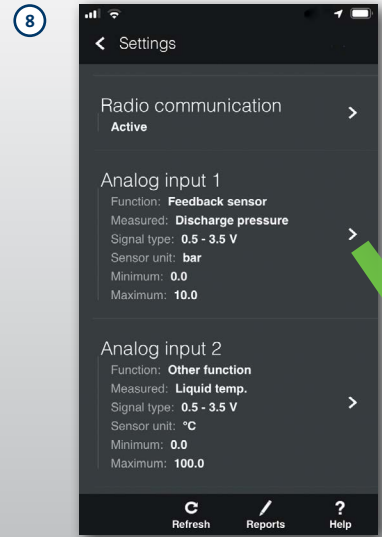 8
Settings
Radio communication
Active
Analog input 1
Function: Feedback sensor
Measured: Discharge pressure
Signal type: 0.5 - 3.5 V
Sensor unit: bar
Minimum: 0.0
Maximum: 10.0
Analog input 2
Function: Other function
Measured: Liquid temp.
Signal type: 0.5 - 3.5 V
Sensor unit: °C
Minimum: 0.0
Maximum: 100.0
Refresh Reports ? Help